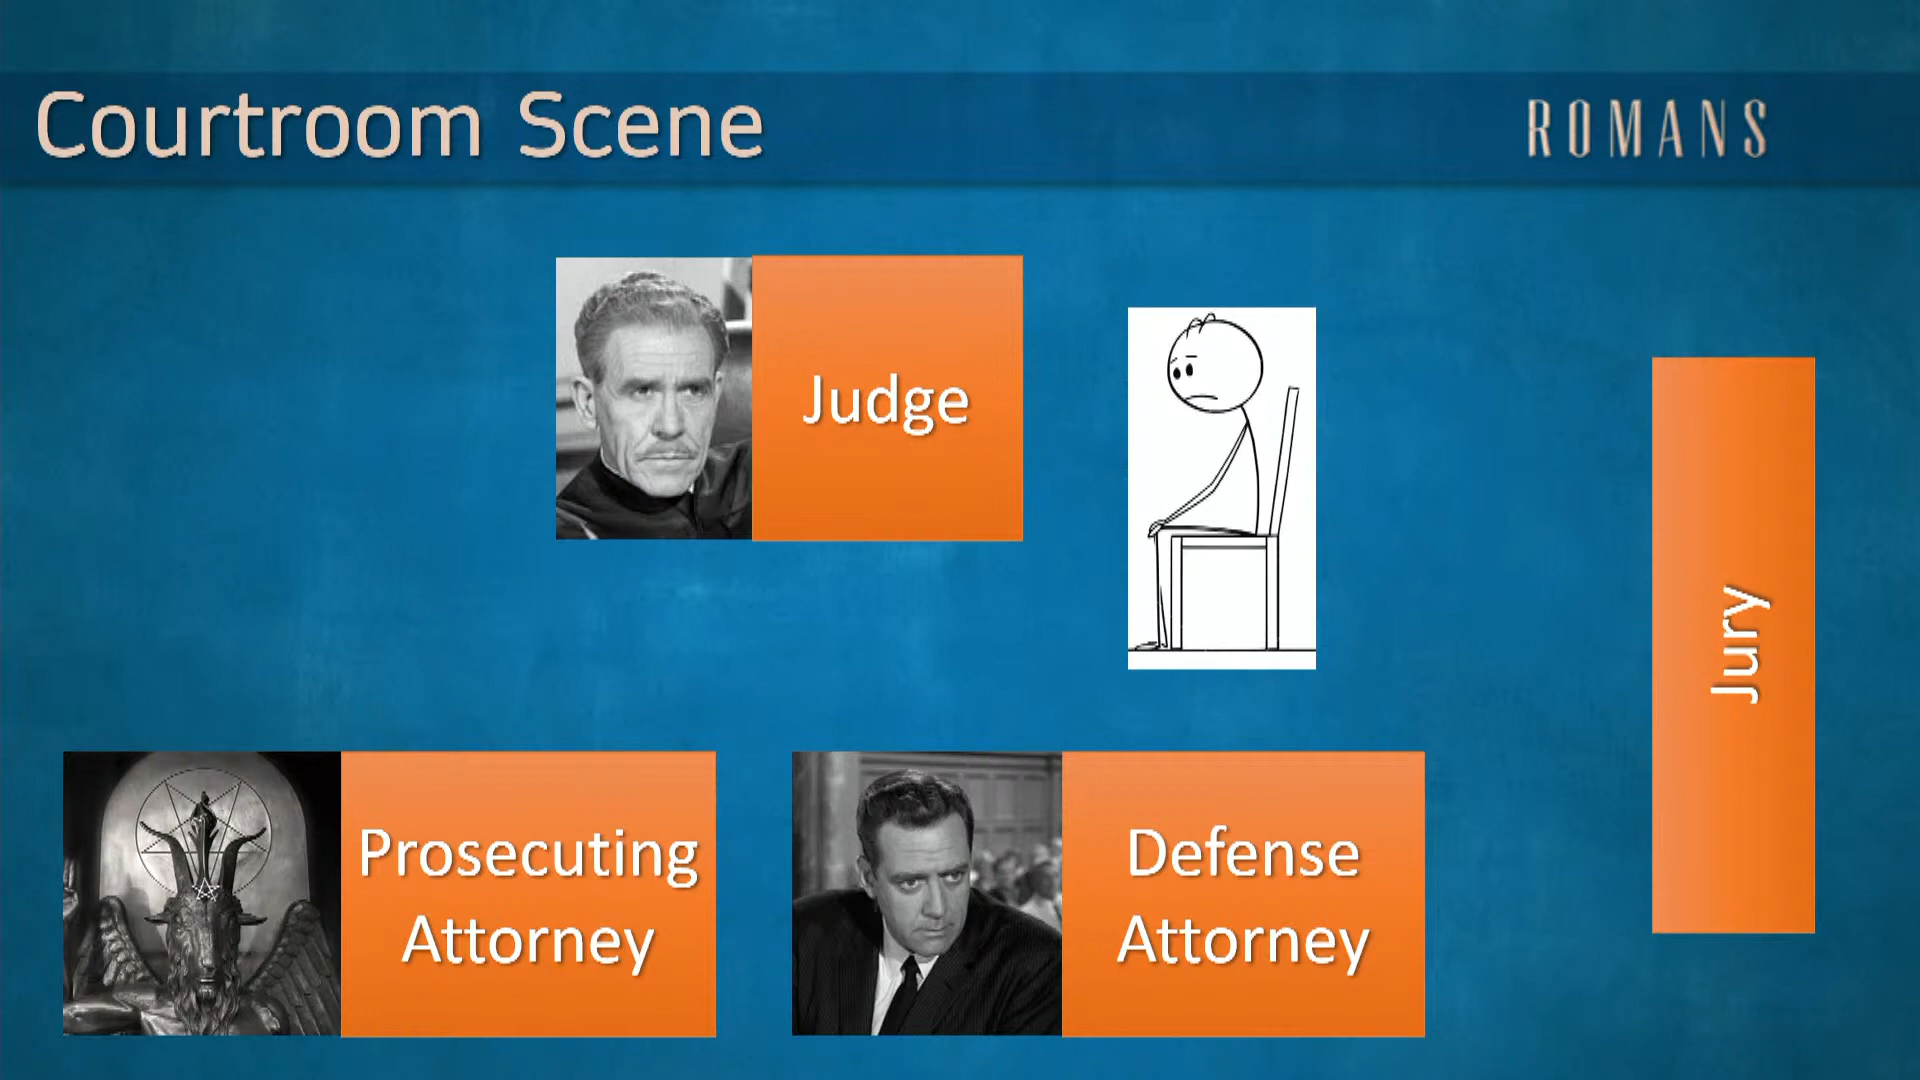 Courtroom Scene
ROMANS
Judge
Jury
Prosecuting
Attorney
Defense
Attorney